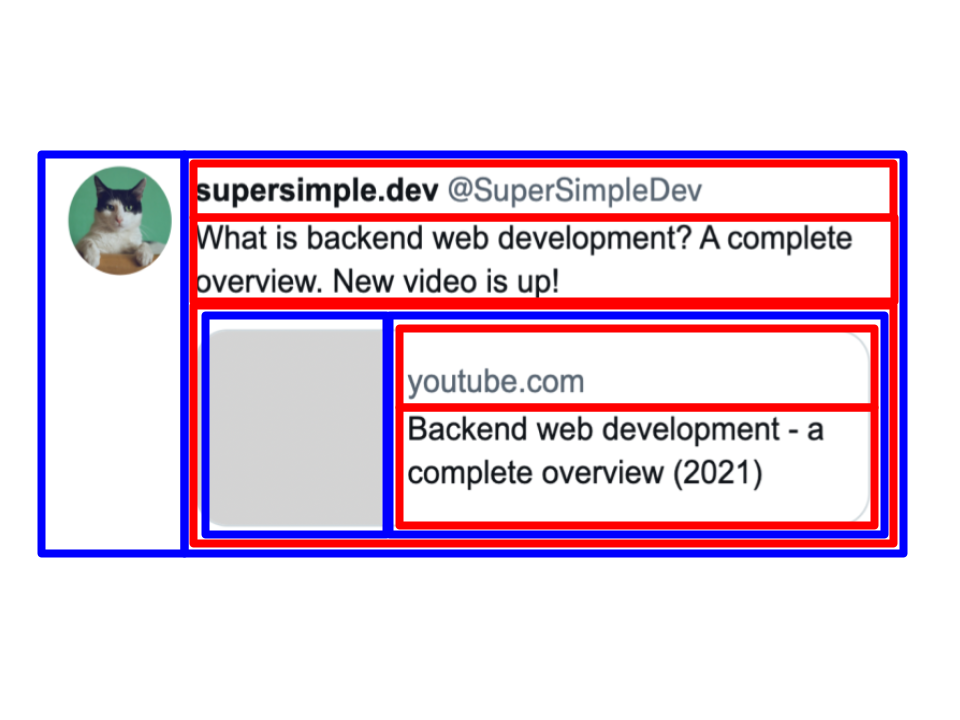 supersimple.dev @SuperSimpleDev
What is backend web development? A complete
overview. New video is up!
youtube.com
Backend web development - a
complete overview (2021)